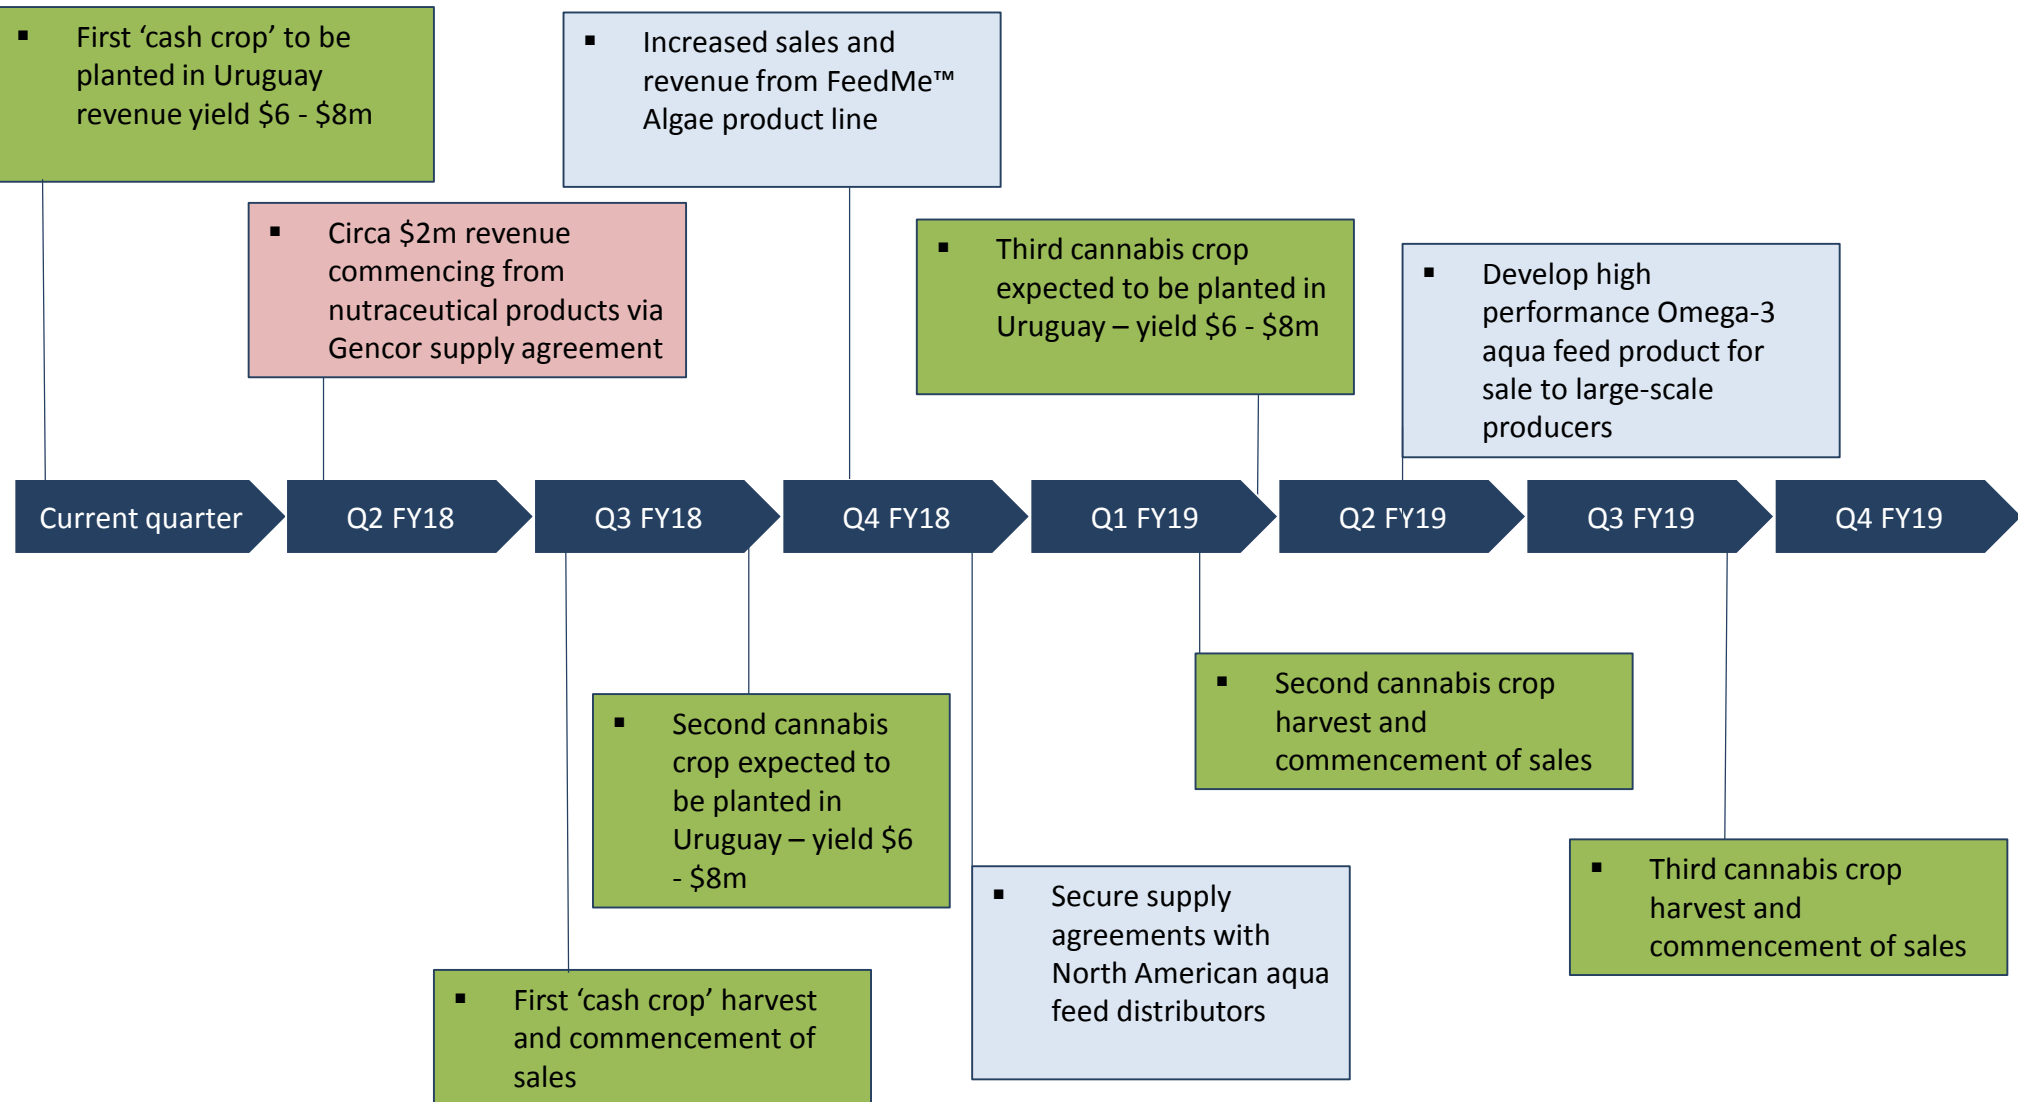 ▪ First ‘cash crop’ to be
planted in Uruguay
revenue yield $6 - $8m
▪ Increased sales and
revenue from FeedMe™
Algae product line
▪ Circa $2m revenue
commencing from
nutraceutical products via
Gencor supply agreement
▪ Third cannabis crop
expected to be planted in
Uruguay – yield $6 - $8m
▪ Develop high
performance Omega-3
aqua feed product for
sale to large-scale
producers
Current quarter
Q2 FY18
Q3 FY18
Q4 FY18
Q1 FY19
Q2 FY19
Q3 FY19
Q4 FY19
▪ Second cannabis
crop expected to
be planted in
Uruguay – yield $6
- $8m
▪ Second cannabis crop
harvest and
commencement of sales
▪ First ‘cash crop’ harvest
and commencement of
sales
▪ Secure supply
agreements with
North American aqua
feed distributors
▪ Third cannabis crop
harvest and
commencement of sales